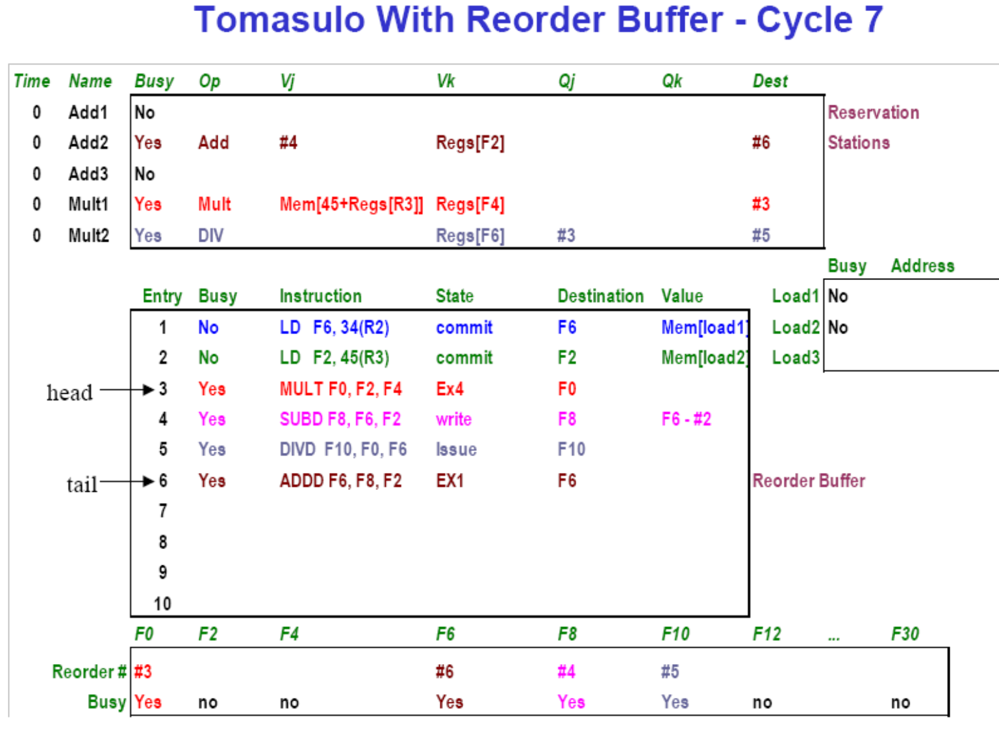 Tomasulo With Reorder Buffer - Cycle 7
Time Name Busy Op Vj Vk Qj Qk Dest
0 Add1 No Reservation
0 Add2 Yes Add #4 Regs[F2] #6 Stations
0 Add3 No
0 Mult1 Yes Mult Mem[45+Regs[R3]] Regs[F4] #3
0 Mult2 Yes DIV Regs[F6] #3 #5
Busy Address
Entry Busy Instruction State Destination Value Load1 No
1 No LD F6, 34(R2) commit F6 Mem[load1] Load2 No
2 No LD F2, 45(R3) commit F2 Mem[load2] Load3
head 3 Yes MULT F0, F2, F4 Ex4 F0
4 Yes SUBD F8, F6, F2 write F8 F6 - #2
5 Yes DIVD F10, F0, F6 Issue F10
tail 6 Yes ADDD F6, F8, F2 EX1 F6 Reorder Buffer
7
8
9
10
F0 F2 F4 F6 F8 F10 F12 ... F30
Reorder # #3 #6 #4 #5
Busy Yes no no Yes Yes Yes no no